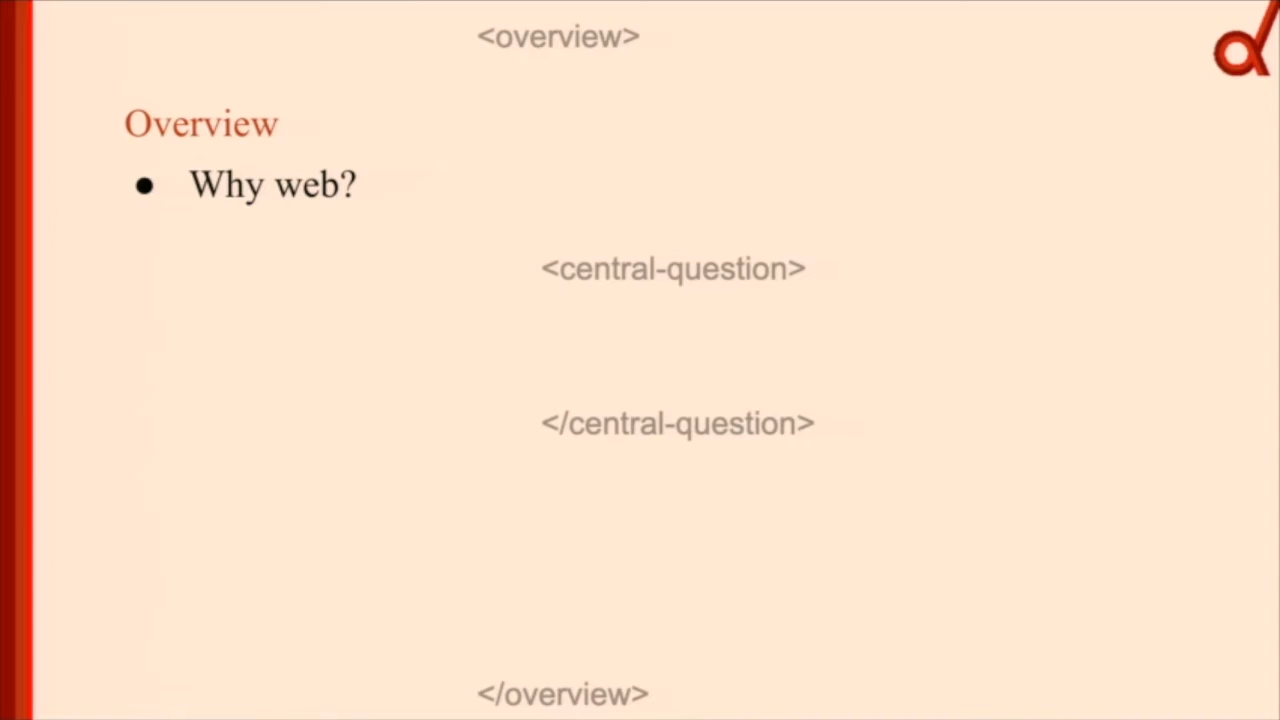 <overview>
Overview
● Why web?
<central-question>
</central-question>
</overview>